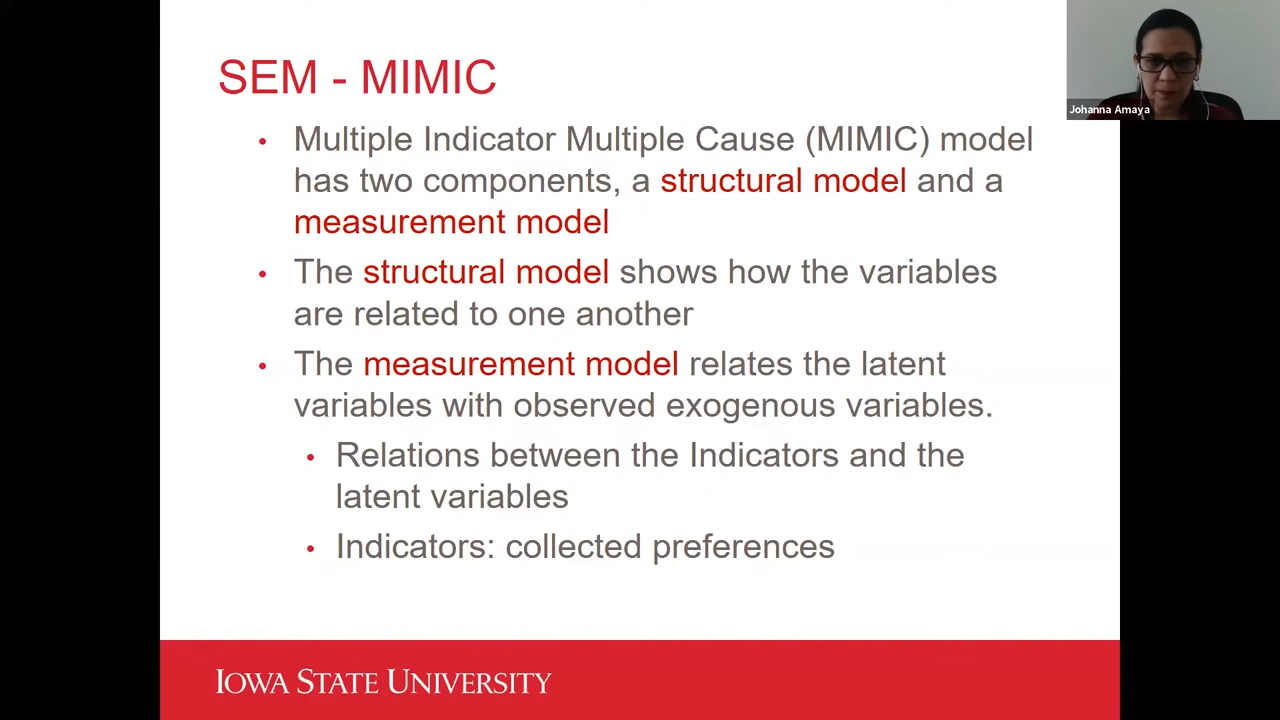 SEM - MIMIC
Johanna Amaya
• Multiple Indicator Multiple Cause (MIMIC) model
has two components, a structural model and a
measurement model
• The structural model shows how the variables
are related to one another
• The measurement model relates the latent
variables with observed exogenous variables.
• Relations between the Indicators and the
latent variables
• Indicators: collected preferences
IOWA STATE UNIVERSITY